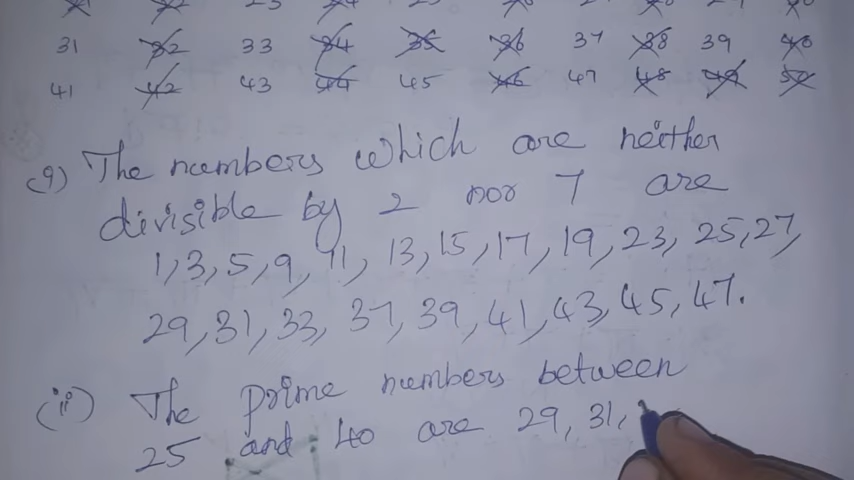 31 32 33 34 35 36 37 38 39 40
41 42 43 44 45 46 47 48 49 50
(i) The numbers which are neither
divisible by 2 nor 7 are
1, 3, 5, 9, 11, 13, 15, 17, 19, 23, 25, 27,
29, 31, 33, 37, 39, 41, 43, 45, 47.
(ii) The prime numbers between
25 and 40 are 29, 31,